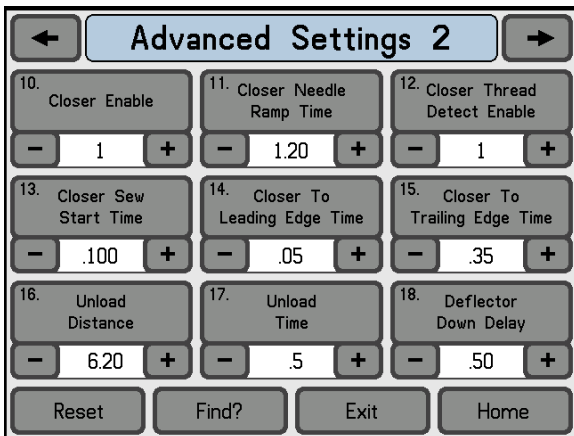 Advanced Settings 2
10. Closer Enable
- 1 +
11. Closer Needle
Ramp Time
- 1.20 +
12. Closer Thread
Detect Enable
- 1 +
13. Closer Sew
Start Time
- .100 +
14. Closer To
Leading Edge Time
- .05 +
15. Closer To
Trailing Edge Time
- .35 +
16. Unload
Distance
- 6.20 +
17. Unload
Time
- .5 +
18. Deflector
Down Delay
- .50 +
Reset Find? Exit Home